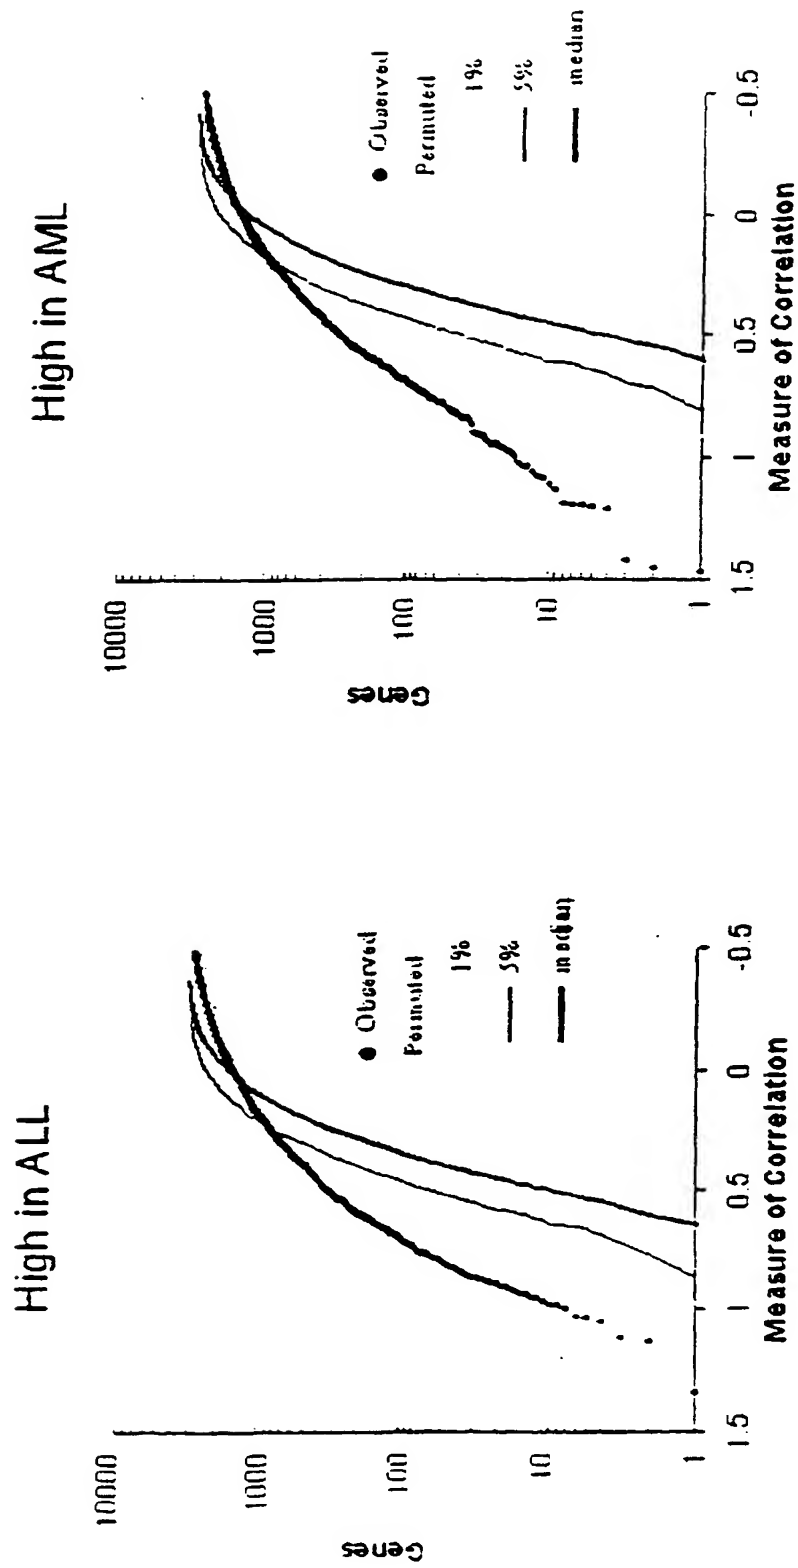 High in ALL
10000
1000
100
10
1
Genes
1.5
1
0.5
0
-0.5
Measure of Correlation
Observed
Permuted
1%
5%
median
High in AML
10000
1000
100
10
1
Genes
1.5
1
0.5
0
-0.5
Measure of Correlation
Observed
Permuted
1%
5%
median